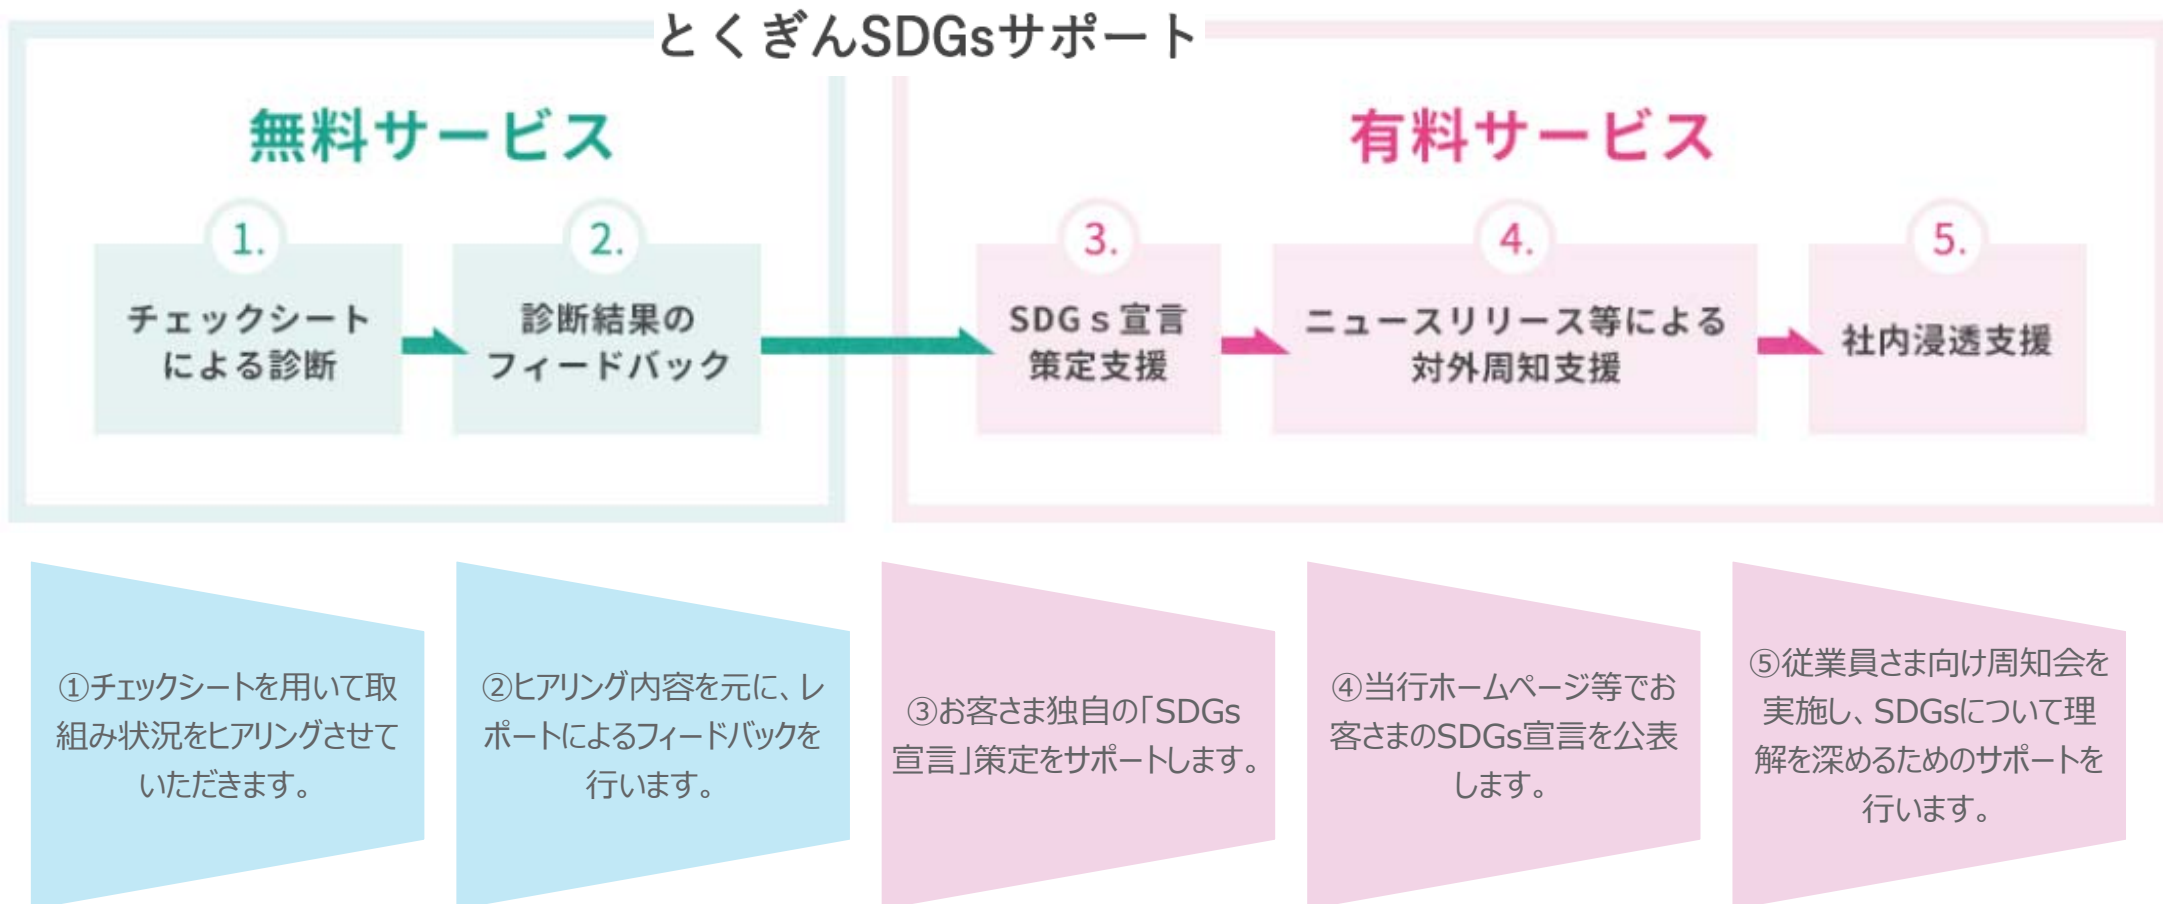 とくぎんSDGsサポート
無料サービス
有料サービス
1.
チェックシート
による診断
2.
診断結果の
フィードバック
3.
SDGｓ宣言
策定支援
4.
ニュースリリース等による
対外周知支援
5.
社内浸透支援
①チェックシートを用いて取
組み状況をヒアリングさせて
いただきます。
②ヒアリング内容を元に、レ
ポートによるフィードバックを
行います。
③お客さま独自の「SDGs
宣言」策定をサポートします。
④当行ホームページ等でお
客さまのSDGs宣言を公表
します。
⑤従業員さま向け周知会を
実施し、SDGsについて理
解を深めるためのサポートを
行います。